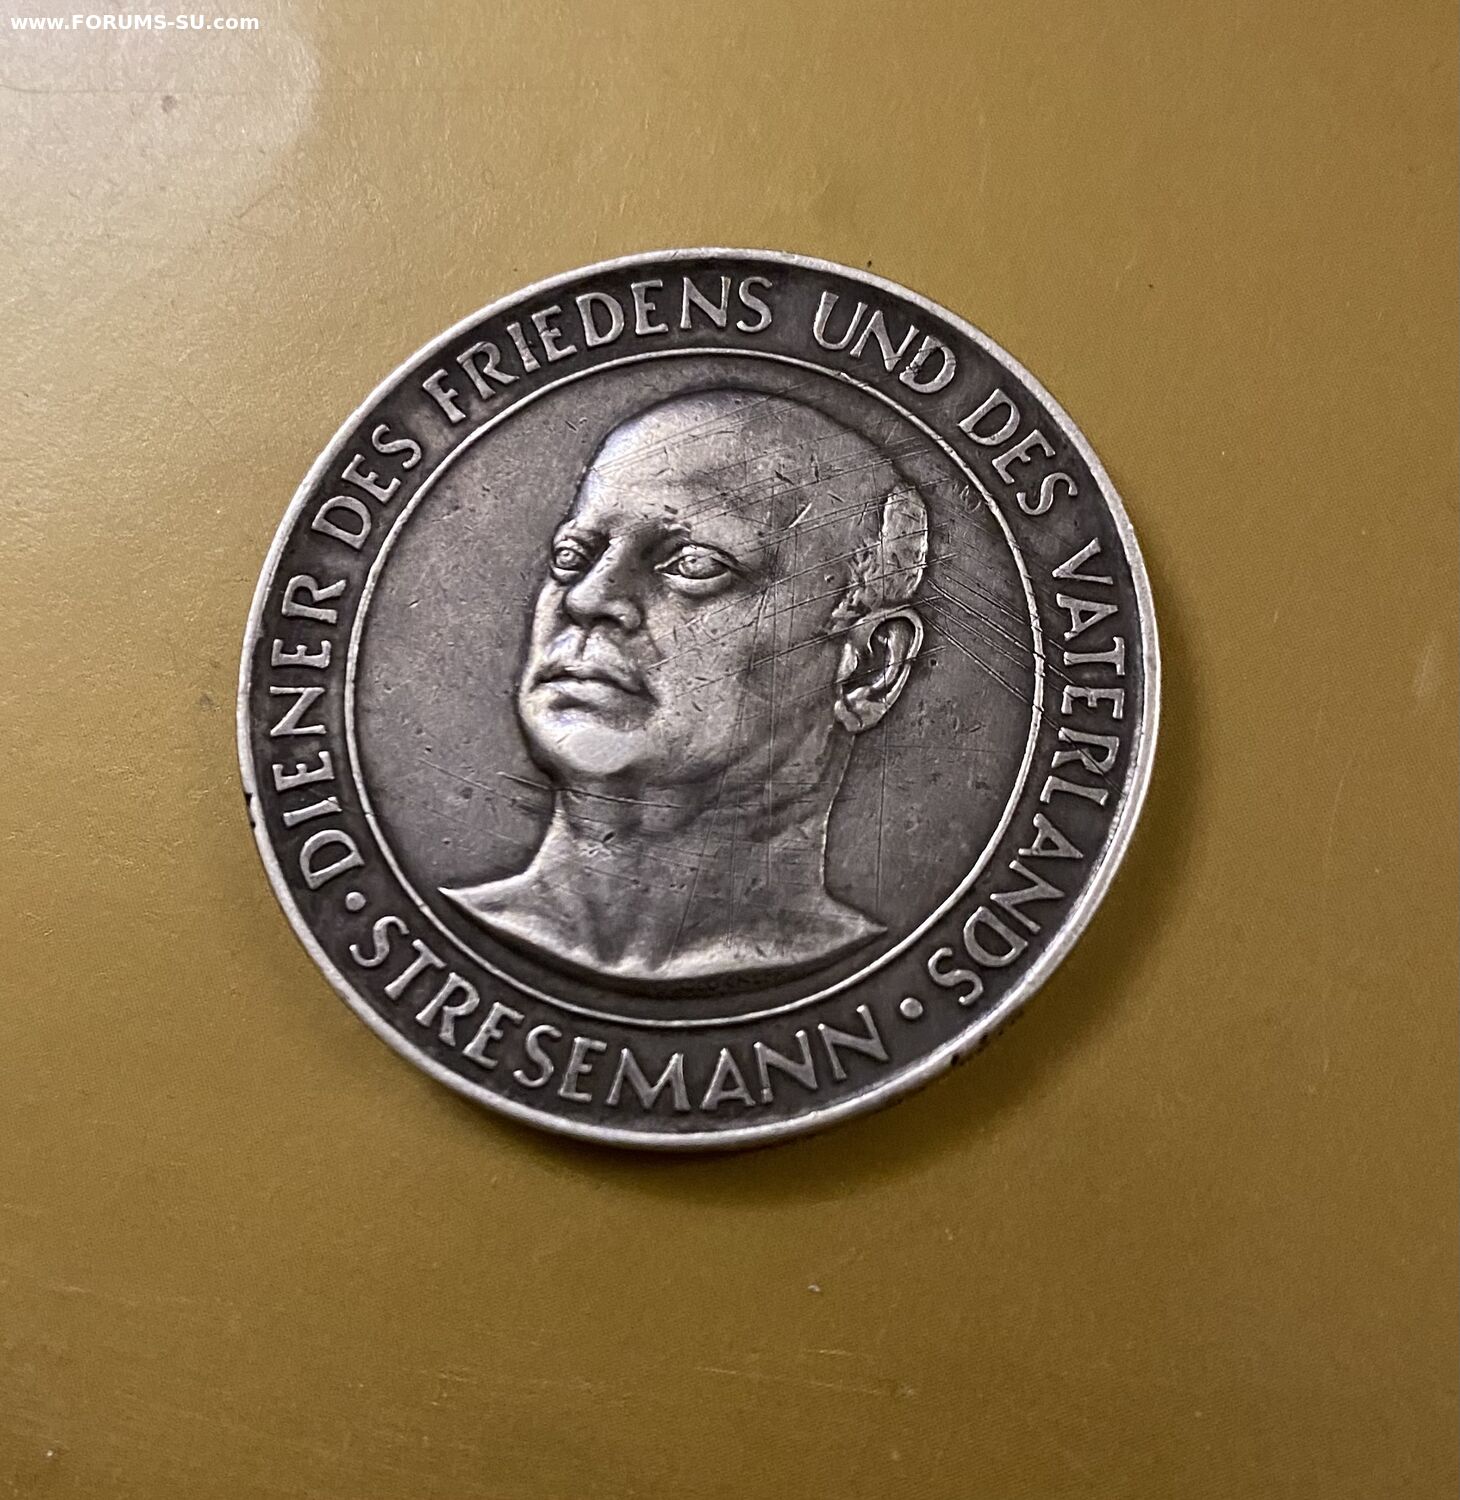 www.FORUMS-SU.com
DIENER DES FRIEDENS UND DES VATERLANDS
• STRESEMANN •